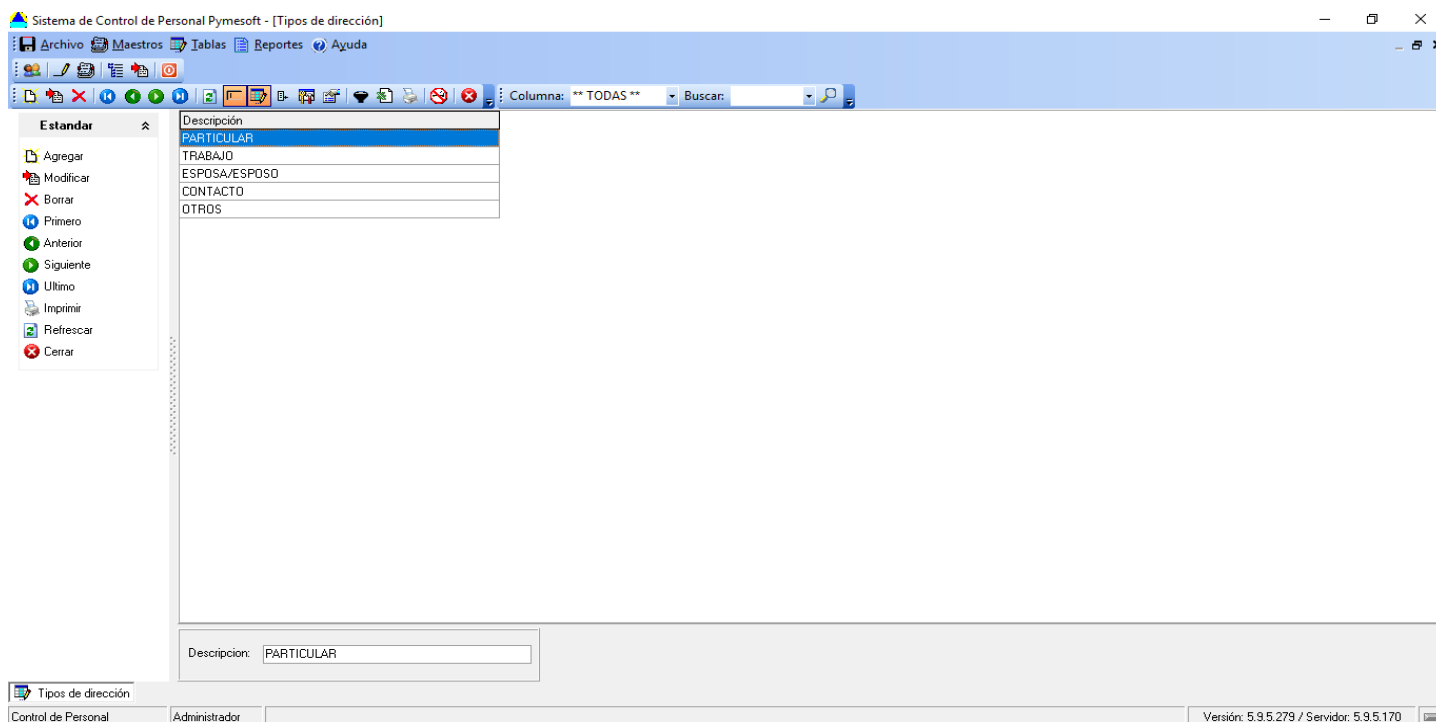 Sistema de Control de Personal Pymesoft - [Tipos de dirección]
Archivo Maestros Tablas Reportes Ayuda
Columna: ** TODAS ** Buscar:
Estandar
Agregar
Modificar
Borrar
Primero
Anterior
Siguiente
Ultimo
Imprimir
Refrescar
Cerrar
Descripción
PARTICULAR
TRABAJO
ESPOSA/ESPOSO
CONTACTO
OTROS
Descripcion: PARTICULAR
Tipos de dirección
Control de Personal Administrador Versión: 5.9.5.279 / Servidor: 5.9.5.170